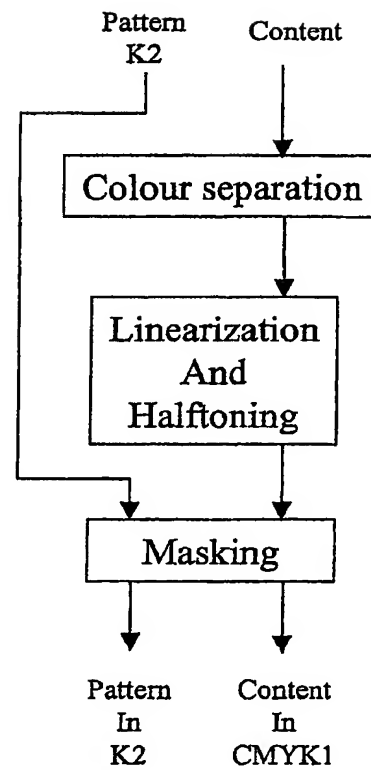 Pattern
K2
Content
Colour separation
Linearization
And
Halftoning
Masking
Pattern
In
K2
Content
In
CMYK1